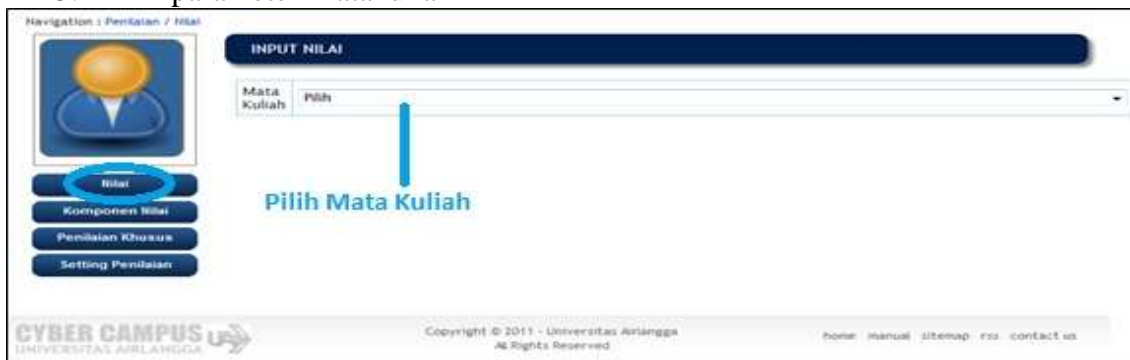 Navigation : Penilaian / Nilai
INPUT NILAI
Mata
Kuliah
Pilih
Pilih Mata Kuliah
Nilai
Komponen Nilai
Penilaian Khusus
Setting Penilaian
CYBER CAMPUS
UNIVERSITAS AIRLANGGA
Copyright © 2011 - Universitas Airlangga
All Rights Reserved
home manual sitemap rss contact us